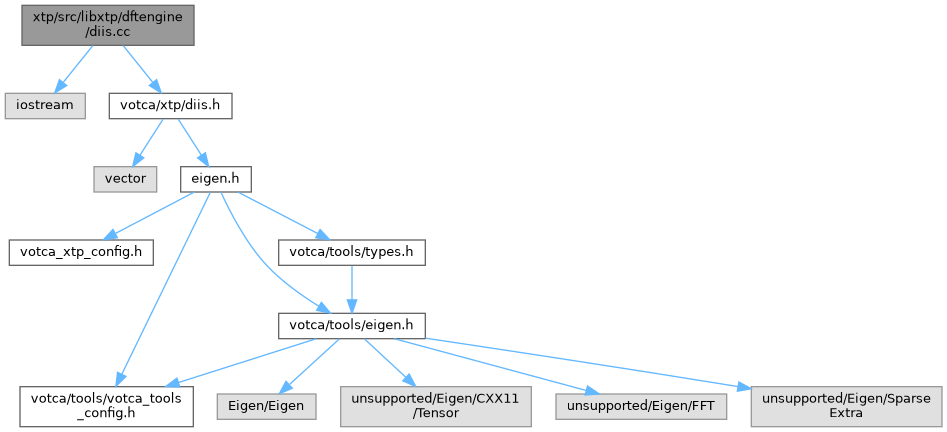 xtp/src/libxtp/dftengine
/diis.cc
iostream
votca/xtp/diis.h
vector
eigen.h
votca_xtp_config.h
votca/tools/types.h
votca/tools/eigen.h
votca/tools/votca_tools
_config.h
Eigen/Eigen
unsupported/Eigen/CXX11
/Tensor
unsupported/Eigen/FFT
unsupported/Eigen/Sparse
Extra